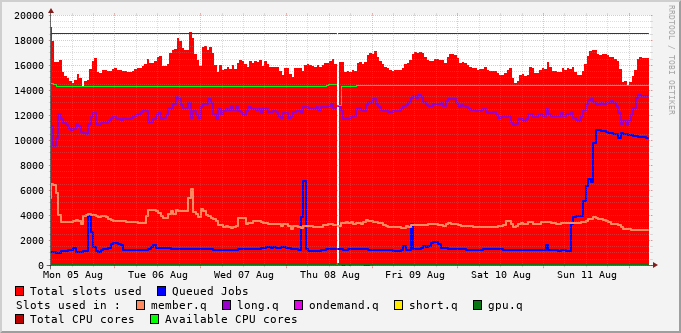 20000
18000
16000
14000
12000
10000
8000
6000
4000
2000
0
Mon 05 Aug Tue 06 Aug Wed 07 Aug Thu 08 Aug Fri 09 Aug Sat 10 Aug Sun 11 Aug
RRDTOOL / TOBI OETIKER
Total slots used Queued Jobs
Slots used in : member.q long.q ondemand.q short.q gpu.q
Total CPU cores Available CPU cores